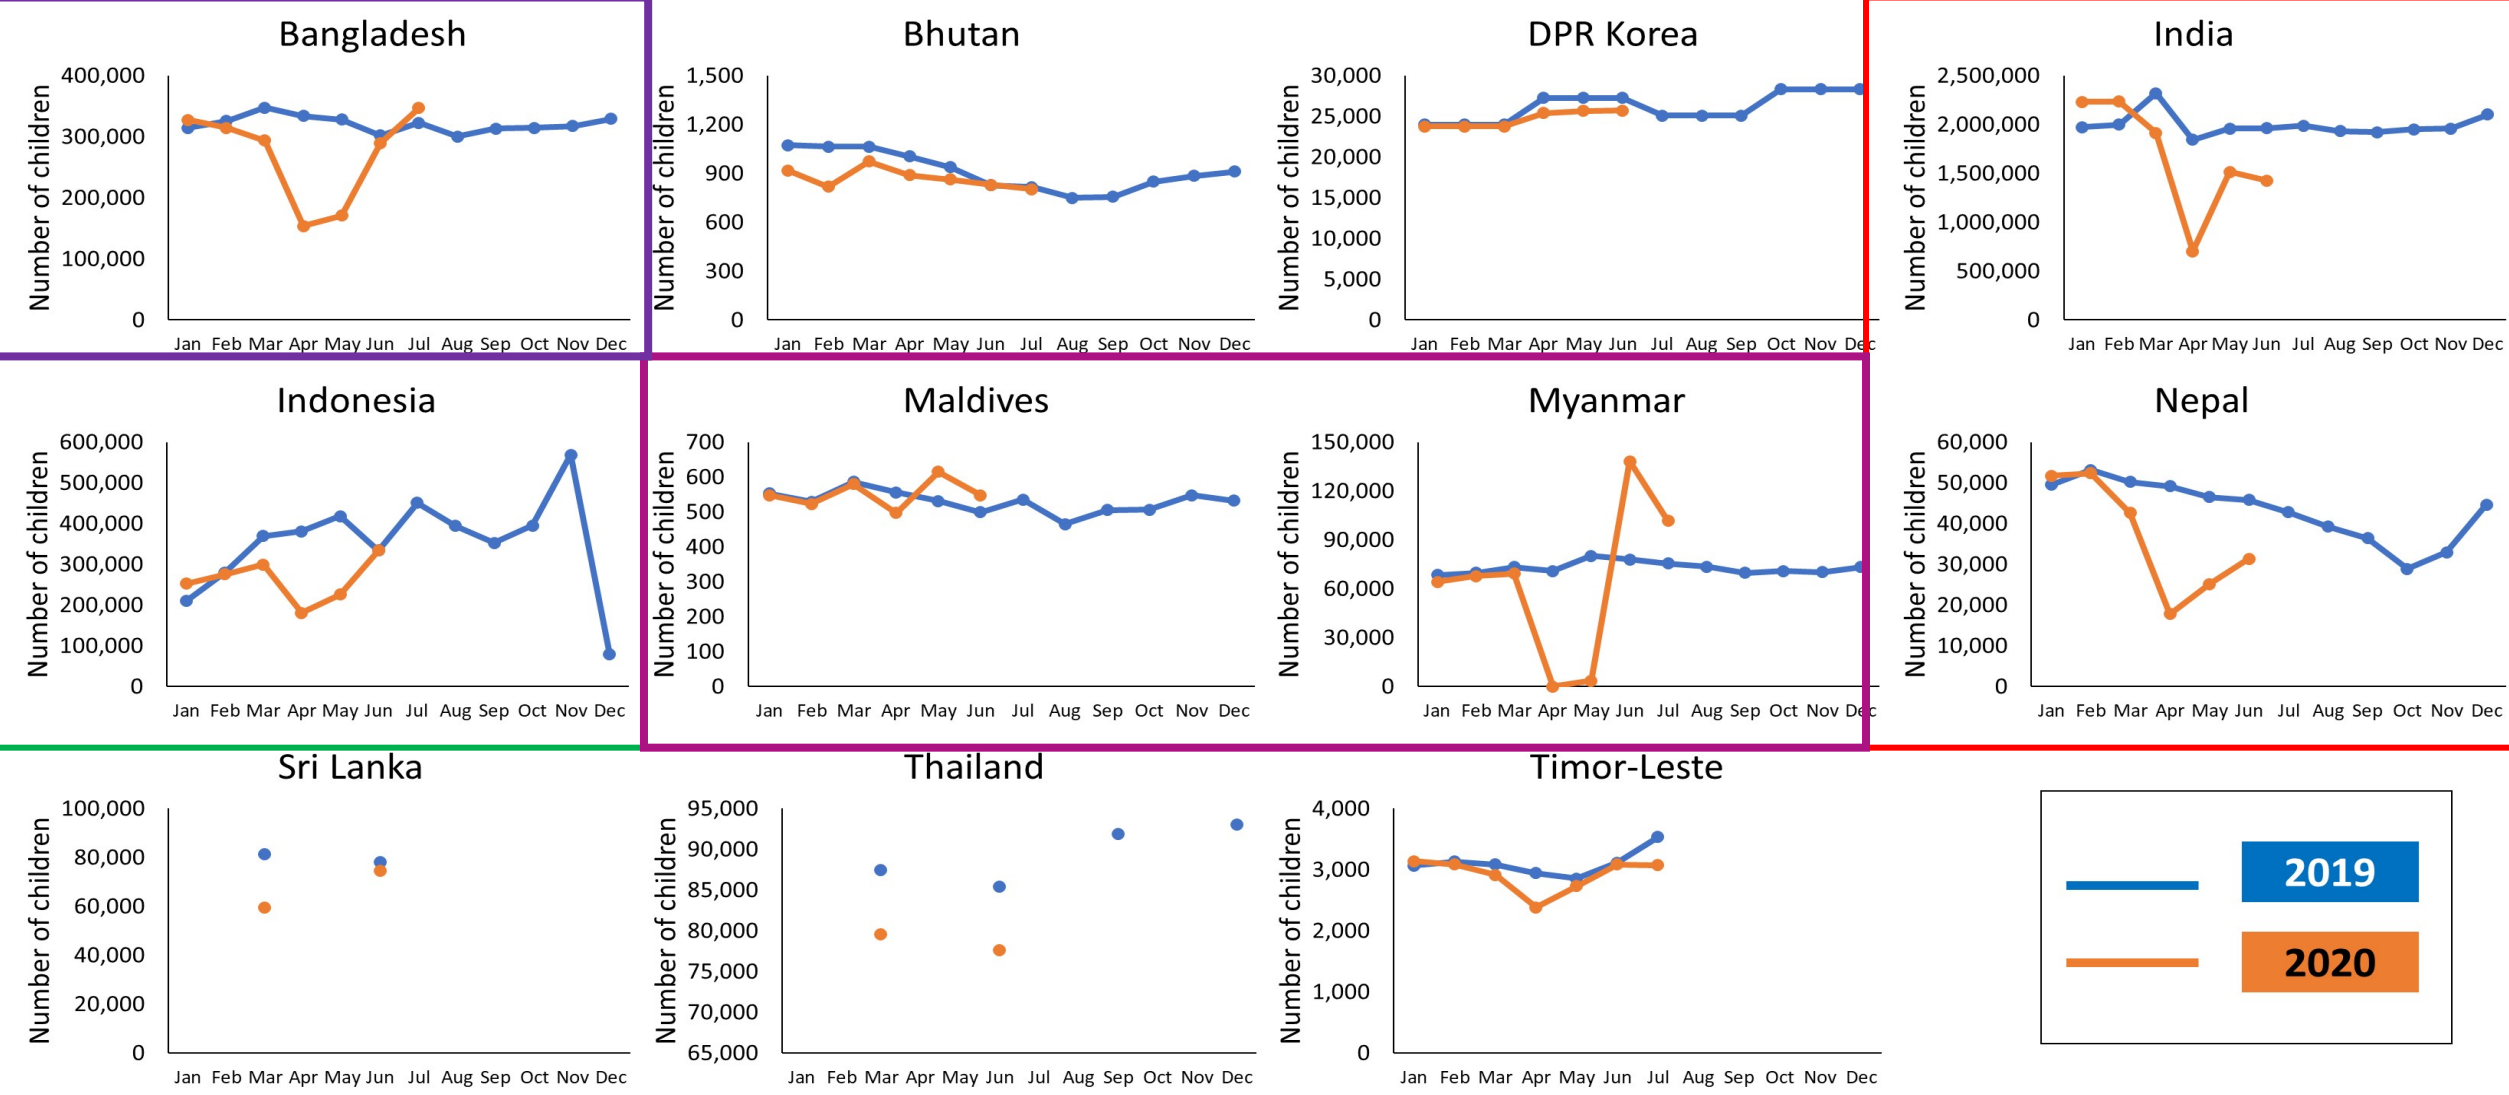 Bangladesh
Number of children
400,000
300,000
200,000
100,000
0
Jan Feb Mar Apr May Jun Jul Aug Sep Oct Nov Dec
Bhutan
Number of children
1,500
1,200
900
600
300
0
Jan Feb Mar Apr May Jun Jul Aug Sep Oct Nov Dec
DPR Korea
Number of children
30,000
25,000
20,000
15,000
10,000
5,000
0
Jan Feb Mar Apr May Jun Jul Aug Sep Oct Nov Dec
India
Number of children
2,500,000
2,000,000
1,500,000
1,000,000
500,000
0
Jan Feb Mar Apr May Jun Jul Aug Sep Oct Nov Dec
Indonesia
Number of children
600,000
500,000
400,000
300,000
200,000
100,000
0
Jan Feb Mar Apr May Jun Jul Aug Sep Oct Nov Dec
Maldives
Number of children
700
600
500
400
300
200
100
0
Jan Feb Mar Apr May Jun Jul Aug Sep Oct Nov Dec
Myanmar
Number of children
150,000
120,000
90,000
60,000
30,000
0
Jan Feb Mar Apr May Jun Jul Aug Sep Oct Nov Dec
Nepal
Number of children
60,000
50,000
40,000
30,000
20,000
10,000
0
Jan Feb Mar Apr May Jun Jul Aug Sep Oct Nov Dec
Sri Lanka
Number of children
100,000
80,000
60,000
40,000
20,000
0
Jan Feb Mar Apr May Jun Jul Aug Sep Oct Nov Dec
Thailand
Number of children
95,000
90,000
85,000
80,000
75,000
70,000
65,000
Jan Feb Mar Apr May Jun Jul Aug Sep Oct Nov Dec
Timor-Leste
Number of children
4,000
3,000
2,000
1,000
0
Jan Feb Mar Apr May Jun Jul Aug Sep Oct Nov Dec
2019
2020